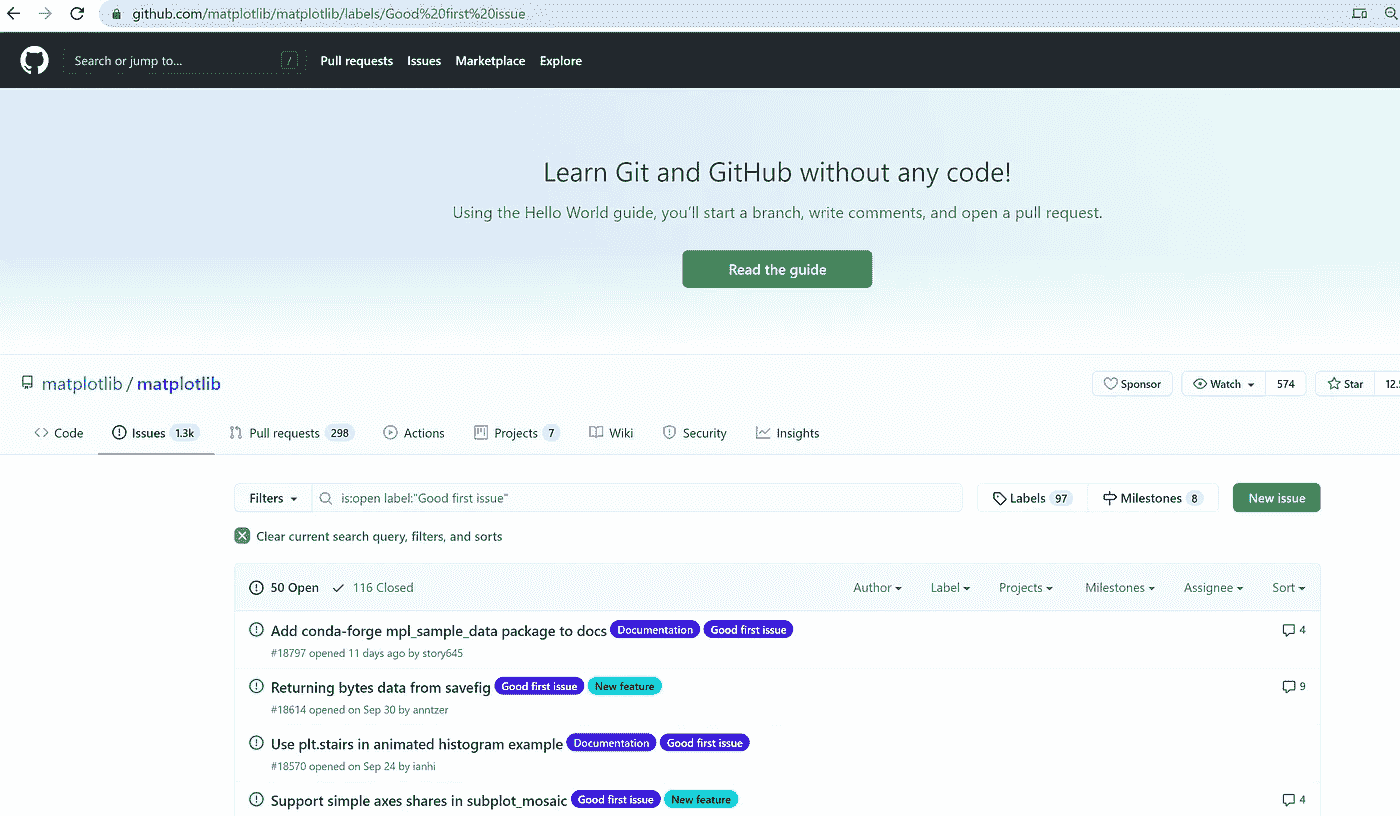 github.com/matplotlib/matplotlib/labels/Good%20first%20issue
Search or jump to... / Pull requests Issues Marketplace Explore
Learn Git and GitHub without any code!
Using the Hello World guide, you’ll start a branch, write comments, and open a pull request.
Read the guide
matplotlib / matplotlib Sponsor Watch 574 Star 12.
Code Issues 1.3k Pull requests 298 Actions Projects 7 Wiki Security Insights
Filters is:open label:"Good first issue" Labels 97 Milestones 8 New issue
Clear current search query, filters, and sorts
50 Open 116 Closed Author Label Projects Milestones Assignee Sort
Add conda-forge mpl_sample_data package to docs Documentation Good first issue 4
#18797 opened 11 days ago by story645
Returning bytes data from savefig Good first issue New feature 9
#18614 opened on Sep 30 by anntzer
Use plt.stairs in animated histogram example Documentation Good first issue
#18570 opened on Sep 24 by ianhi
Support simple axes shares in subplot_mosaic Good first issue New feature 4